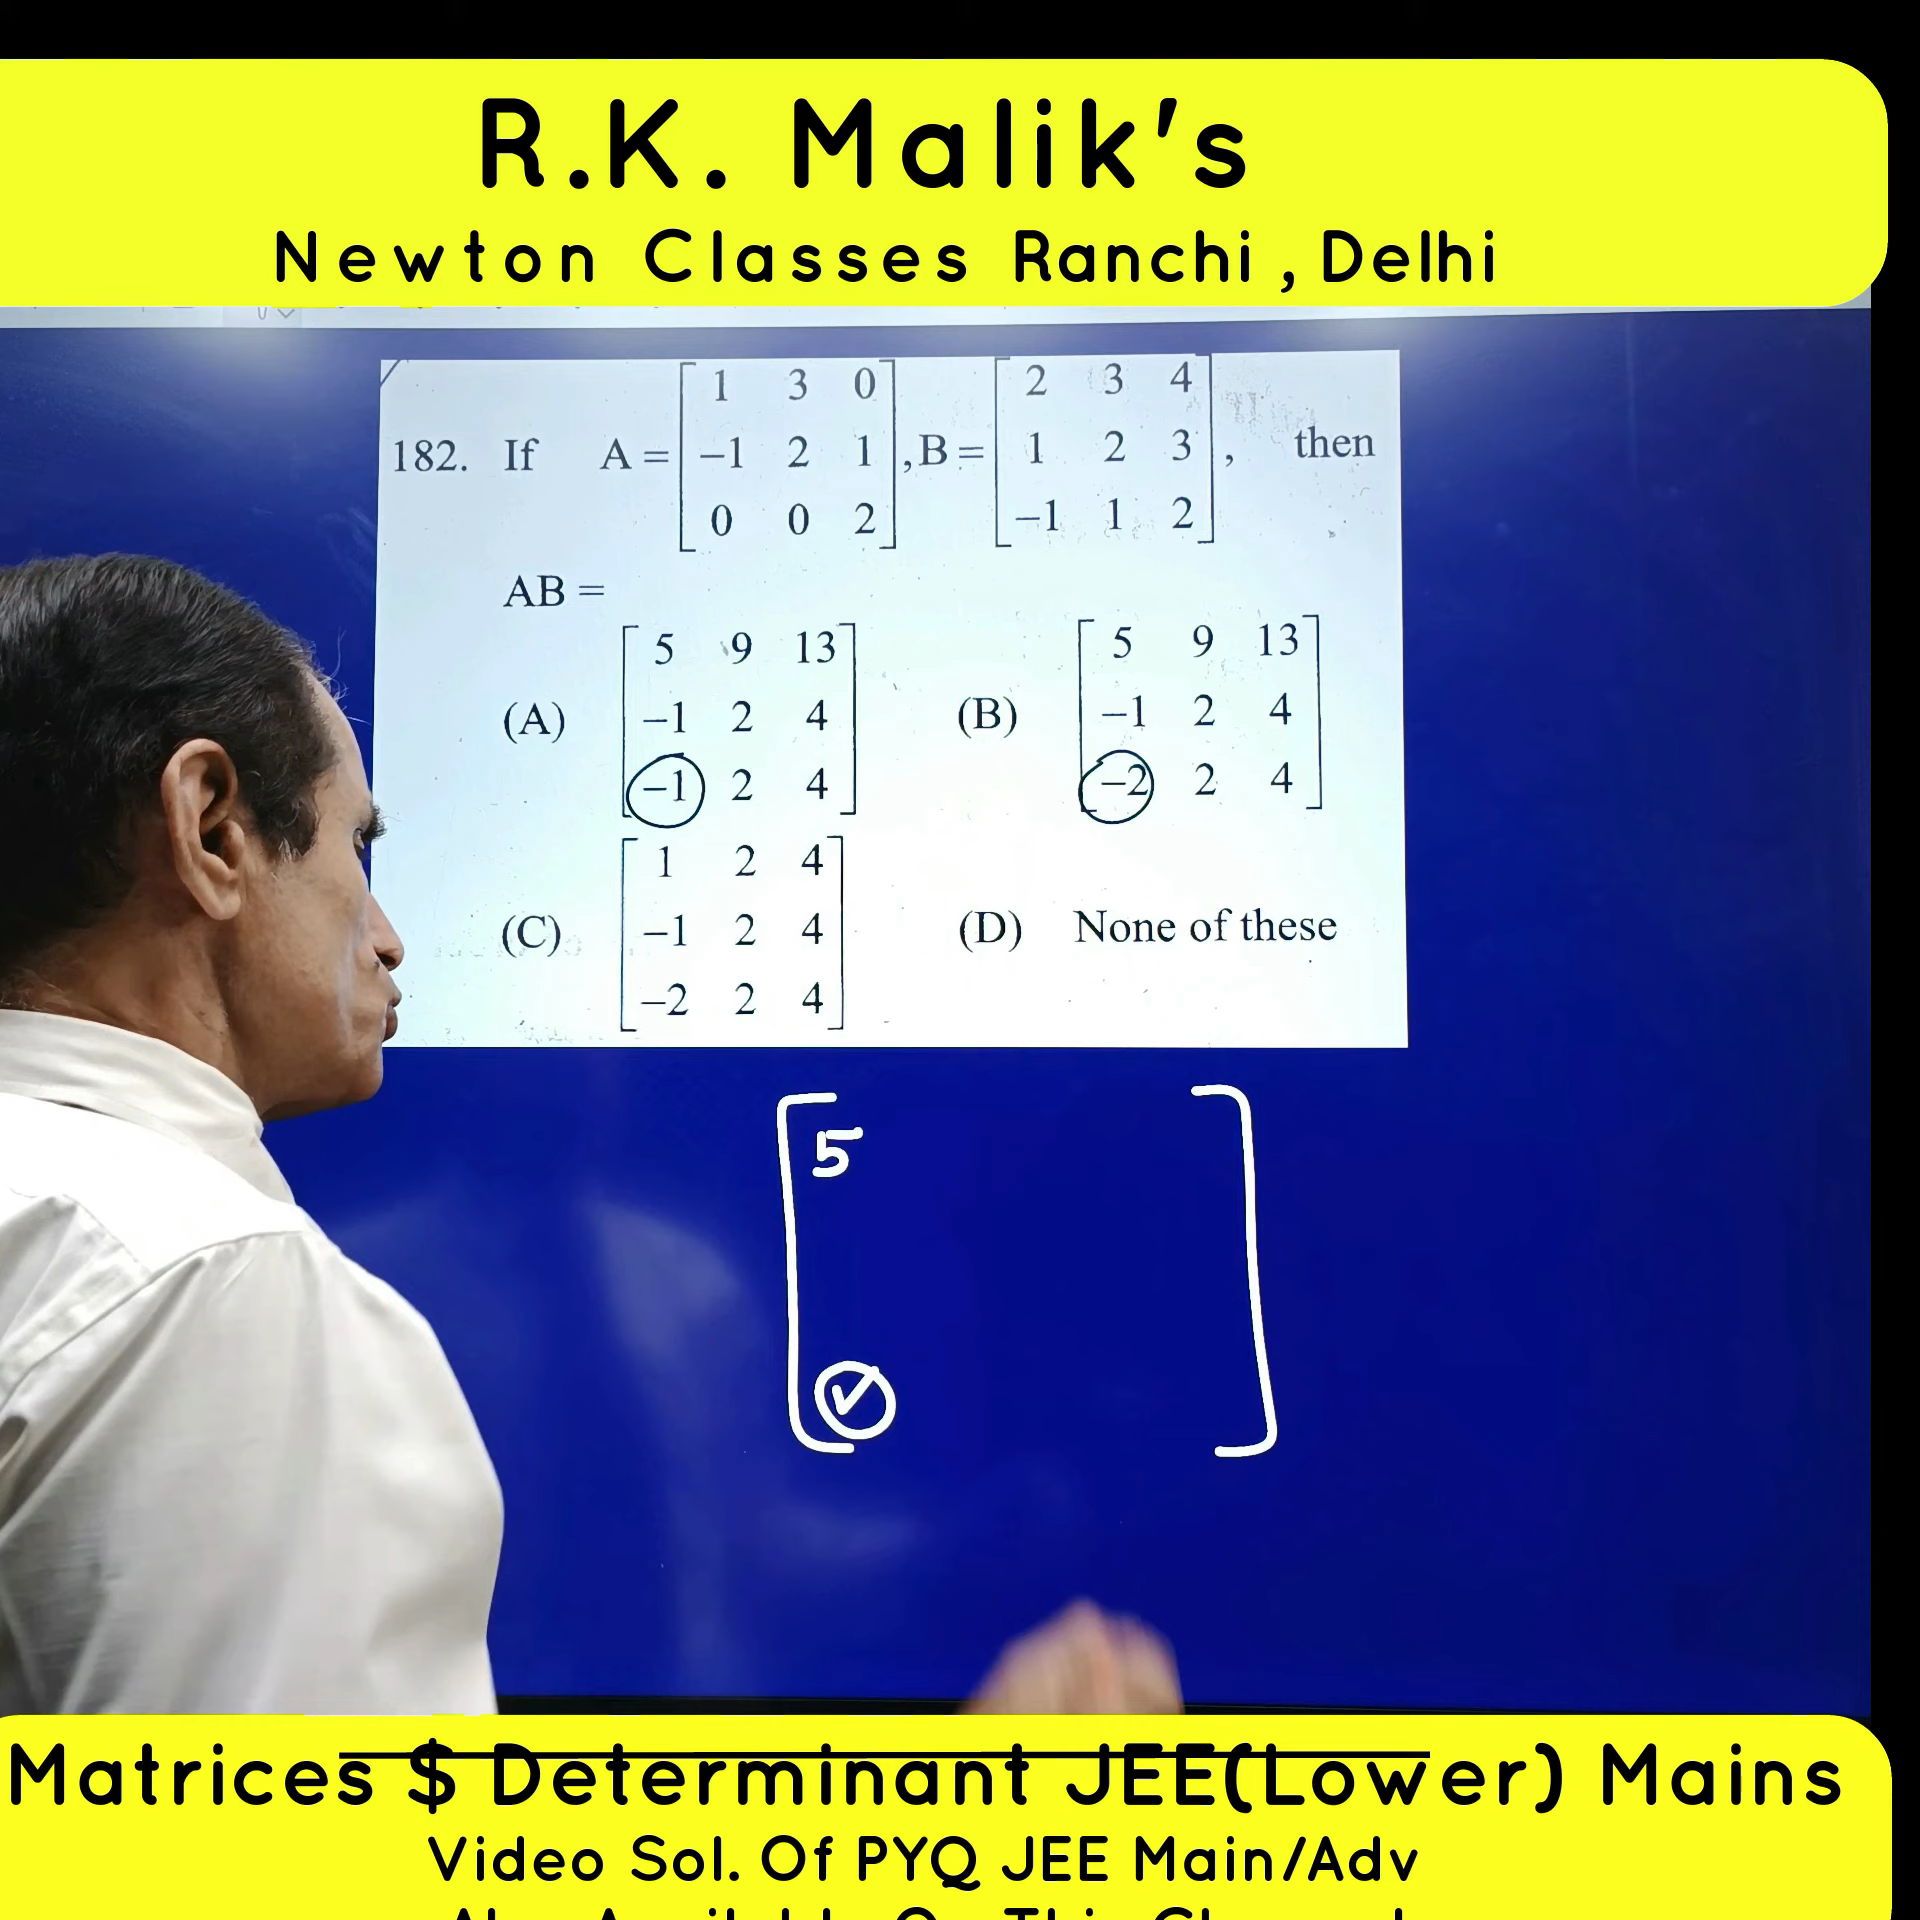 R.K. Malik's
Newton Classes Ranchi , Delhi
182. If A = [1 3 0 , B = [2 3 4 , then
-1 2 1 1 2 3
0 0 2] -1 1 2]
AB =
(A) [5 9 13 (B) [5 9 13
-1 2 4 -1 2 4
-1 2 4] -2 2 4]
(C) [1 2 4 (D) None of these
-1 2 4
-2 2 4]
[5
✓]
Matrices $ Determinant JEE(Lower) Mains
Video Sol. Of PYQ JEE Main/Adv